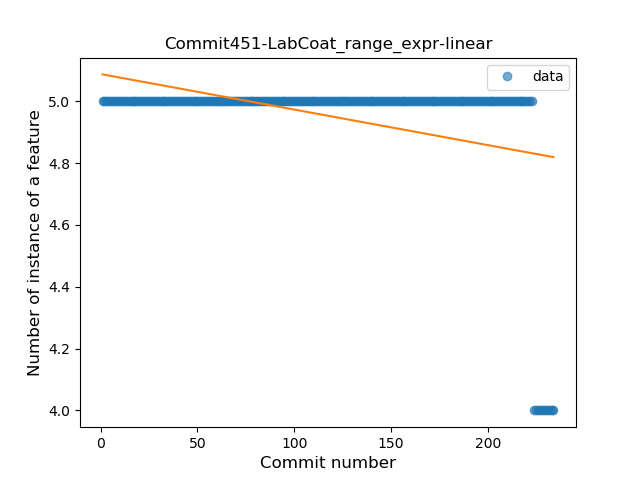 Commit451-LabCoat_range_expr-linear
data
5.0
4.8
4.6
4.4
4.2
4.0
Number of instance of a feature
0 50 100 150 200
Commit number